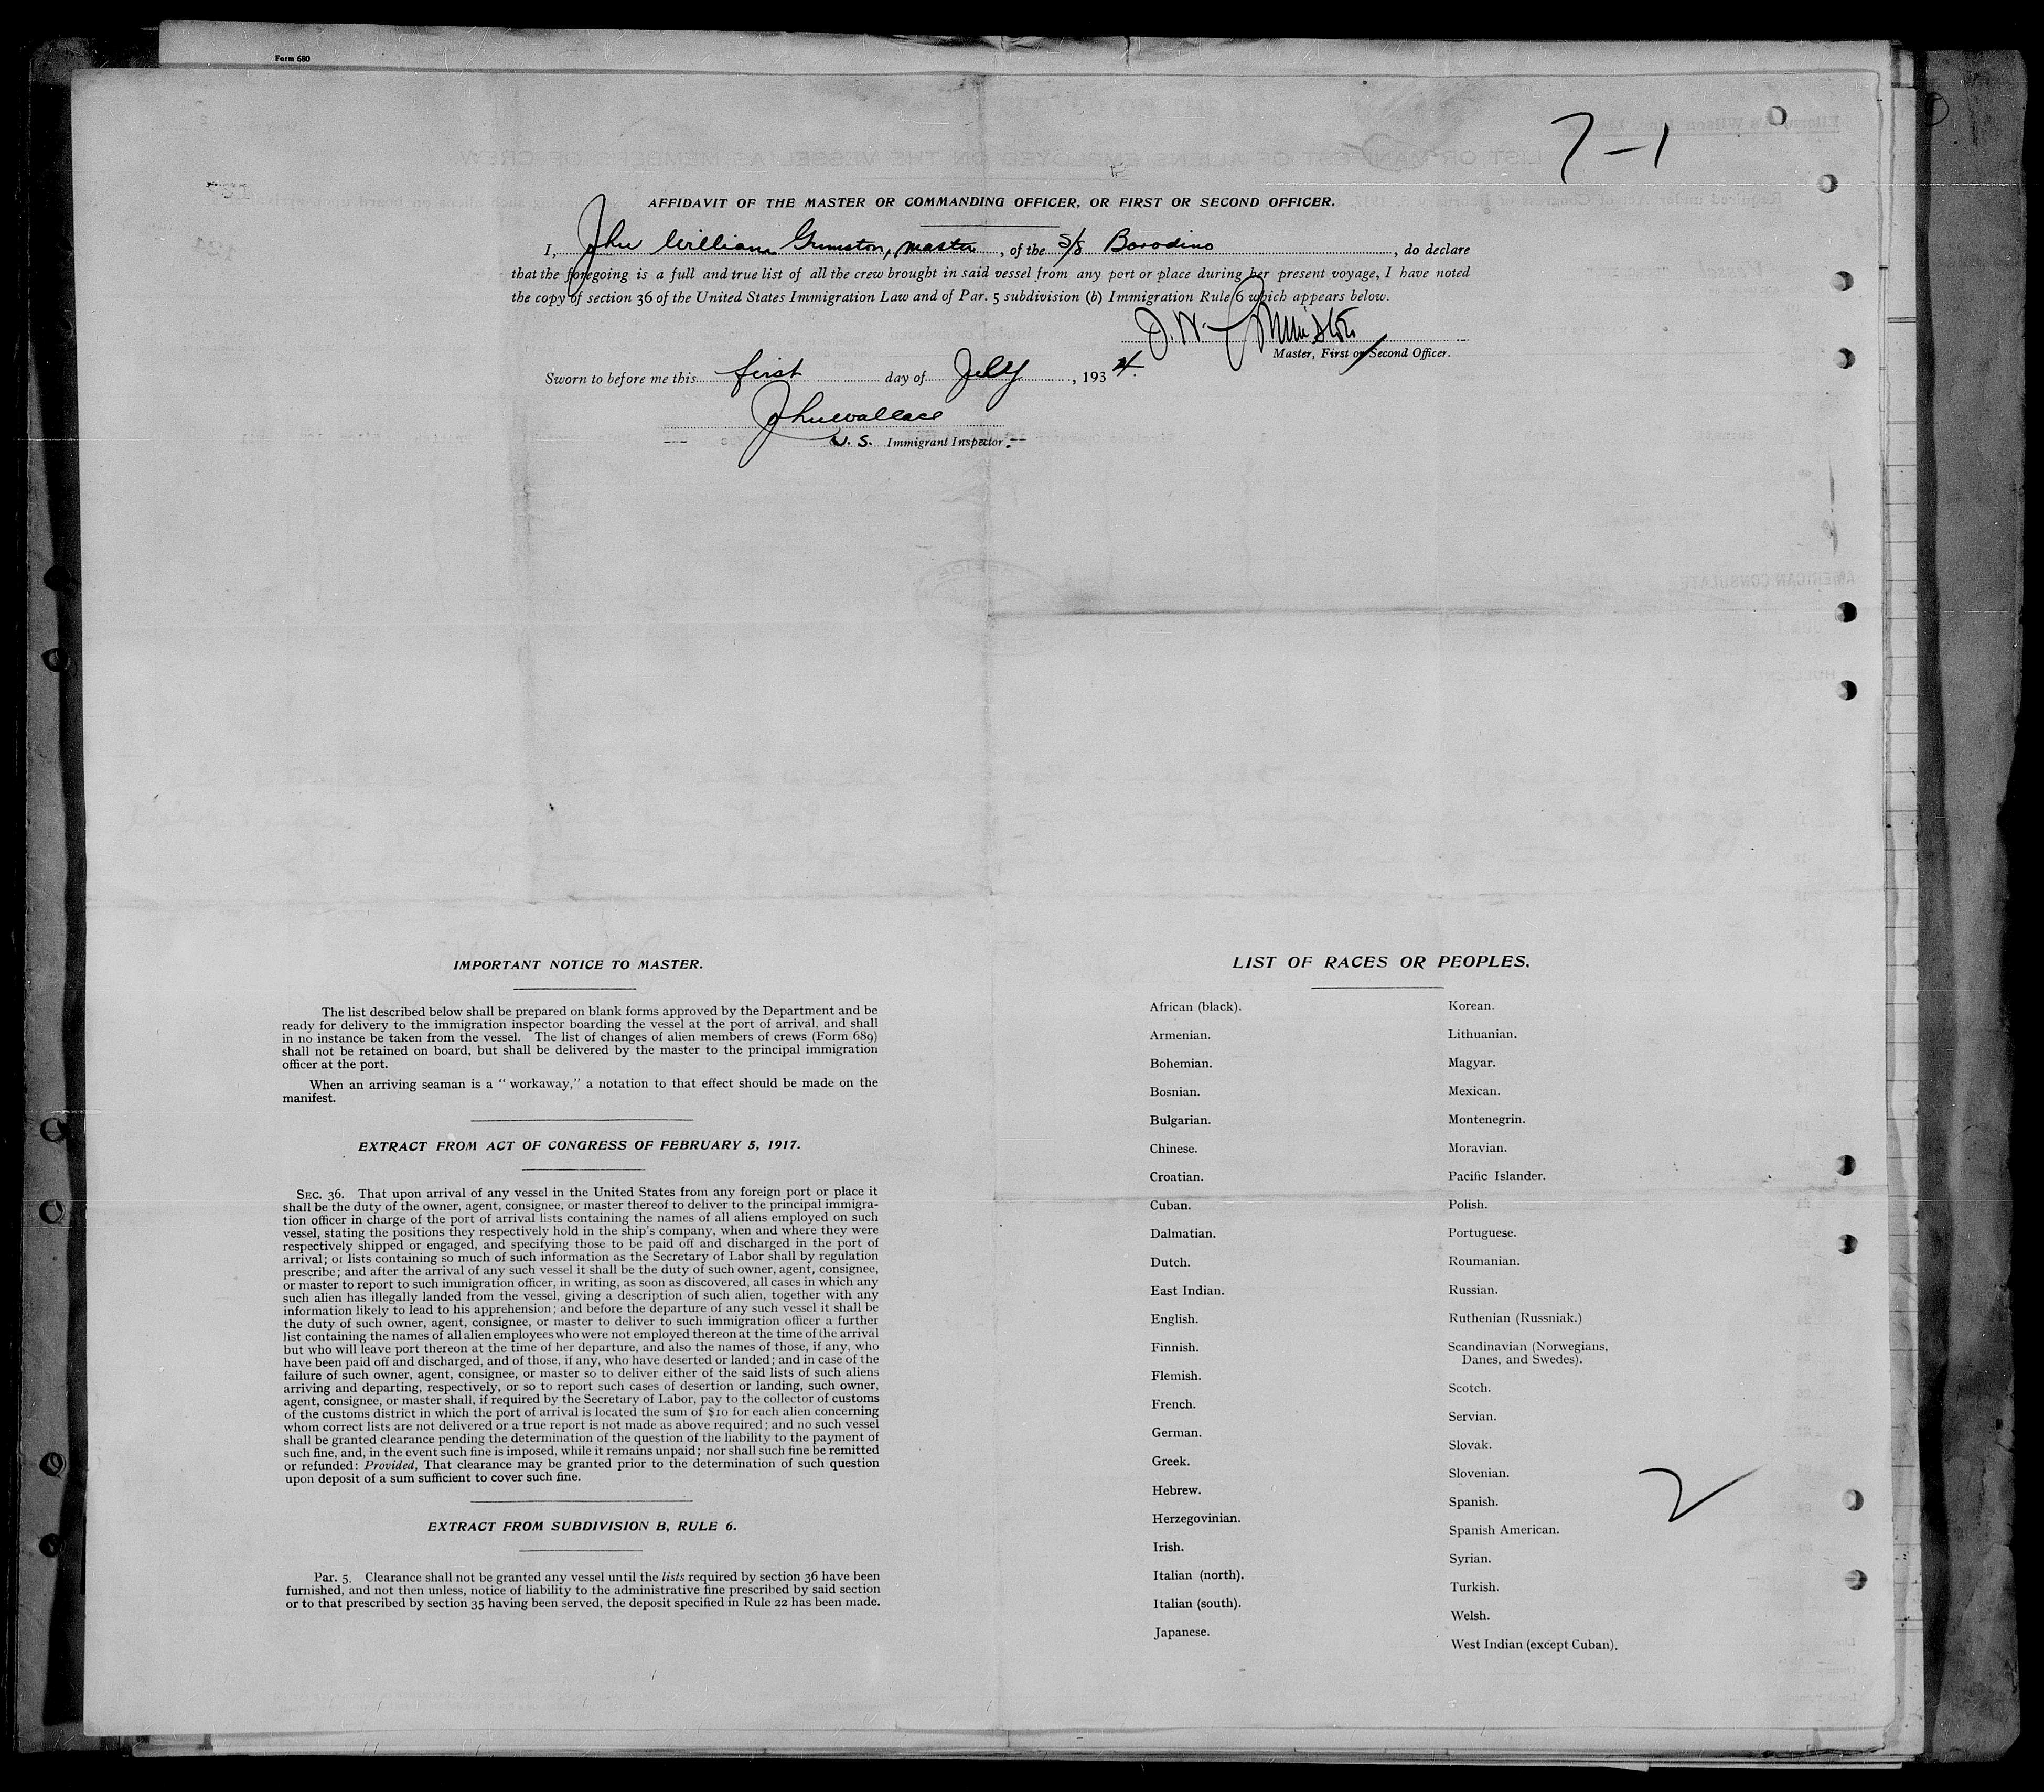 Form 680
7-1
AFFIDAVIT OF THE MASTER OR COMMANDING OFFICER, OR FIRST OR SECOND OFFICER.
I, John William Grimston, master, of the S/S Borodino, do declare
that the foregoing is a full and true list of all the crew brought in said vessel from any port or place during her present voyage, I have noted
the copy of section 36 of the United States Immigration Law and of Par. 5 subdivision (b) Immigration Rule 6 which appears below.
J. W. Grimston
Master, First or Second Officer.
Sworn to before me this first day of July, 1934.
John Wallace
U. S. Immigrant Inspector.
IMPORTANT NOTICE TO MASTER.
The list described below shall be prepared on blank forms approved by the Department and be
ready for delivery to the immigration inspector boarding the vessel at the port of arrival, and shall
in no instance be taken from the vessel. The list of changes of alien members of crews (Form 689)
shall not be retained on board, but shall be delivered by the master to the principal immigration
officer at the port.
When an arriving seaman is a "workaway," a notation to that effect should be made on the
manifest.
EXTRACT FROM ACT OF CONGRESS OF FEBRUARY 5, 1917.
SEC. 36. That upon arrival of any vessel in the United States from any foreign port or place it
shall be the duty of the owner, agent, consignee, or master thereof to deliver to the principal immigra-
tion officer in charge of the port of arrival lists containing the names of all aliens employed on such
vessel, stating the positions they respectively hold in the ship's company, when and where they were
respectively shipped or engaged, and specifying those to be paid off and discharged in the port of
arrival; or lists containing so much of such information as the Secretary of Labor shall by regulation
prescribe; and after the arrival of any such vessel it shall be the duty of such owner, agent, consignee,
or master to report to such immigration officer, in writing, as soon as discovered, all cases in which any
such alien has illegally landed from the vessel, giving a description of such alien, together with any
information likely to lead to his apprehension; and before the departure of any such vessel it shall be
the duty of such owner, agent, consignee, or master to deliver to such immigration officer a further
list containing the names of all alien employees who were not employed thereon at the time of the arrival
but who will leave port thereon at the time of her departure, and also the names of those, if any, who
have been paid off and discharged, and of those, if any, who have deserted or landed; and in case of the
failure of such owner, agent, consignee, or master so to deliver either of the said lists of such aliens
arriving and departing, respectively, or so to report such cases of desertion or landing, such owner,
agent, consignee, or master shall, if required by the Secretary of Labor, pay to the collector of customs
of the customs district in which the port of arrival is located the sum of $10 for each alien concerning
whom correct lists are not delivered or a true report is not made as above required; and no such vessel
shall be granted clearance pending the determination of the question of the liability to the payment of
such fine, and, in the event such fine is imposed, while it remains unpaid; nor shall such fine be remitted
or refunded: Provided, That clearance may be granted prior to the determination of such question
upon deposit of a sum sufficient to cover such fine.
EXTRACT FROM SUBDIVISION B, RULE 6.
Par. 5. Clearance shall not be granted any vessel until the lists required by section 36 have been
furnished, and not then unless, notice of liability to the administrative fine prescribed by said section
or to that prescribed by section 35 having been served, the deposit specified in Rule 22 has been made.
LIST OF RACES OR PEOPLES.
African (black).
Armenian.
Bohemian.
Bosnian.
Bulgarian.
Chinese.
Croatian.
Cuban.
Dalmatian.
Dutch.
East Indian.
English.
Finnish.
Flemish.
French.
German.
Greek.
Hebrew.
Herzegovinian.
Irish.
Italian (north).
Italian (south).
Japanese.
Korean.
Lithuanian.
Magyar.
Mexican.
Montenegrin.
Moravian.
Pacific Islander.
Polish.
Portuguese.
Roumanian.
Russian.
Ruthenian (Russniak.)
Scandinavian (Norwegians,
Danes, and Swedes).
Scotch.
Servian.
Slovak.
Slovenian.
Spanish.
Spanish American.
Syrian.
Turkish.
Welsh.
West Indian (except Cuban).
2